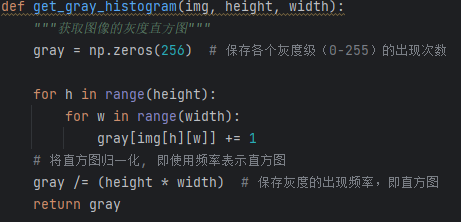 def get_gray_histogram(img, height, width):
    """获取图像的灰度直方图"""
    gray = np.zeros(256)  # 保存各个灰度级（0-255）的出现次数

    for h in range(height):
        for w in range(width):
            gray[img[h][w]] += 1
    # 将直方图归一化, 即使用频率表示直方图
    gray /= (height * width)  # 保存灰度的出现频率，即直方图
    return gray